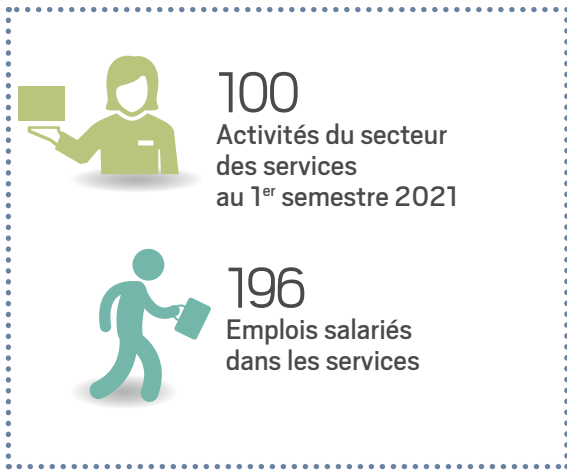 100
Activités du secteur
des services
au 1er semestre 2021
196
Emplois salariés
dans les services